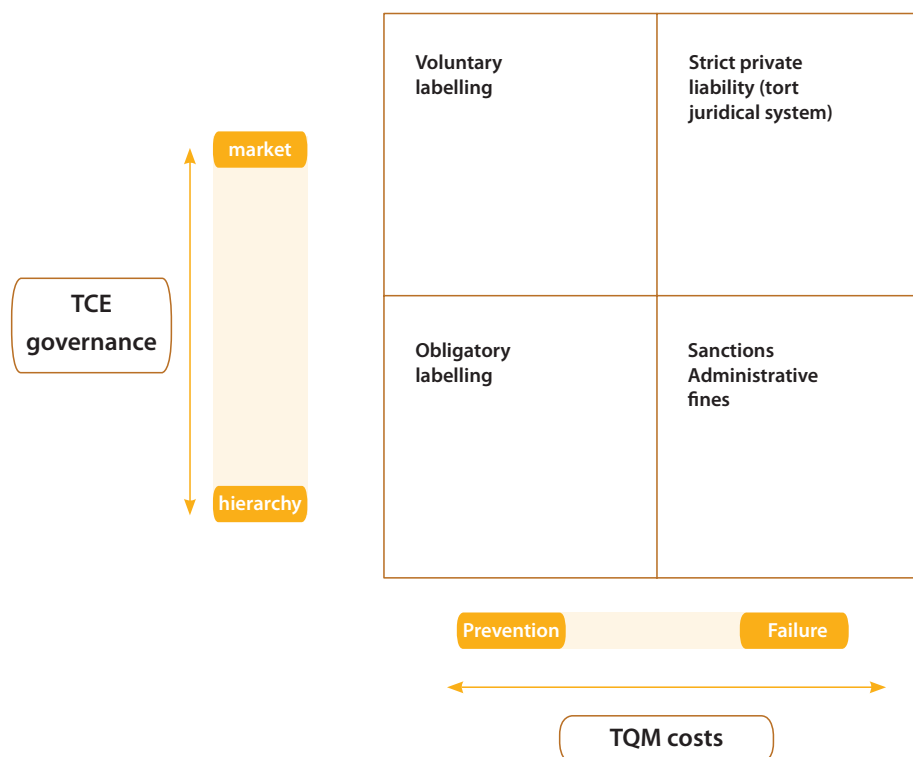 Voluntary
labelling
Strict private
liability (tort
juridical system)
market
TCE
governance
Obligatory
labelling
Sanctions
Administrative
fines
hierarchy
Prevention
Failure
TQM costs